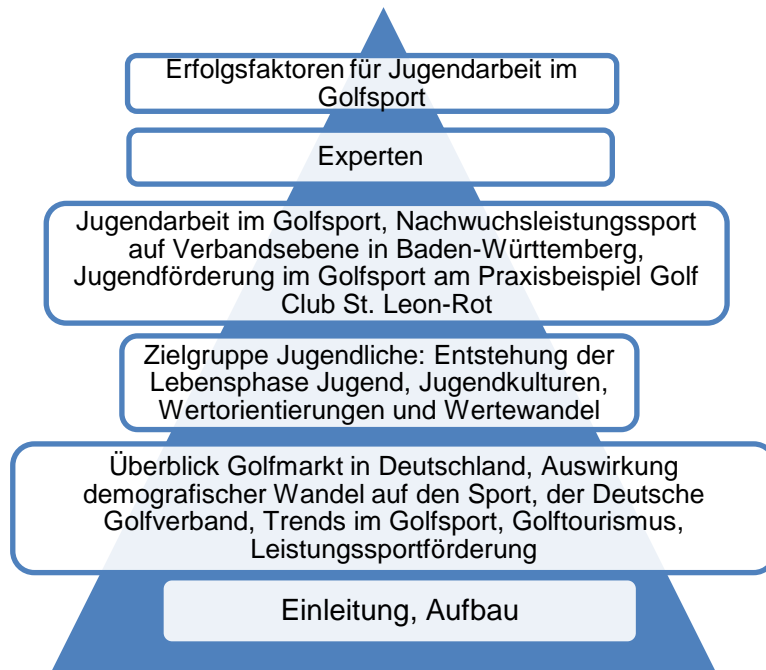 Erfolgsfaktoren für Jugendarbeit im
Golfsport
Experten
Jugendarbeit im Golfsport, Nachwuchsleistungssport
auf Verbandsebene in Baden-Württemberg,
Jugendförderung im Golfsport am Praxisbeispiel Golf
Club St. Leon-Rot
Zielgruppe Jugendliche: Entstehung der
Lebensphase Jugend, Jugendkulturen,
Wertorientierungen und Wertewandel
Überblick Golfmarkt in Deutschland, Auswirkung
demografischer Wandel auf den Sport, der Deutsche
Golfverband, Trends im Golfsport, Golftourismus,
Leistungssportförderung
Einleitung, Aufbau